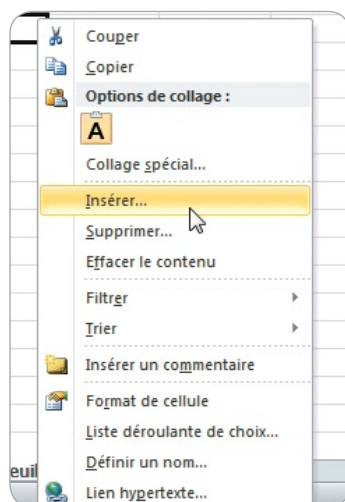 Couper
Copier
Options de collage :
A
Collage spécial...
Insérer...
Supprimer...
Effacer le contenu
Filtrer
Trier
Insérer un commentaire
Format de cellule
Liste déroulante de choix...
Définir un nom...
euil
Lien hypertexte...